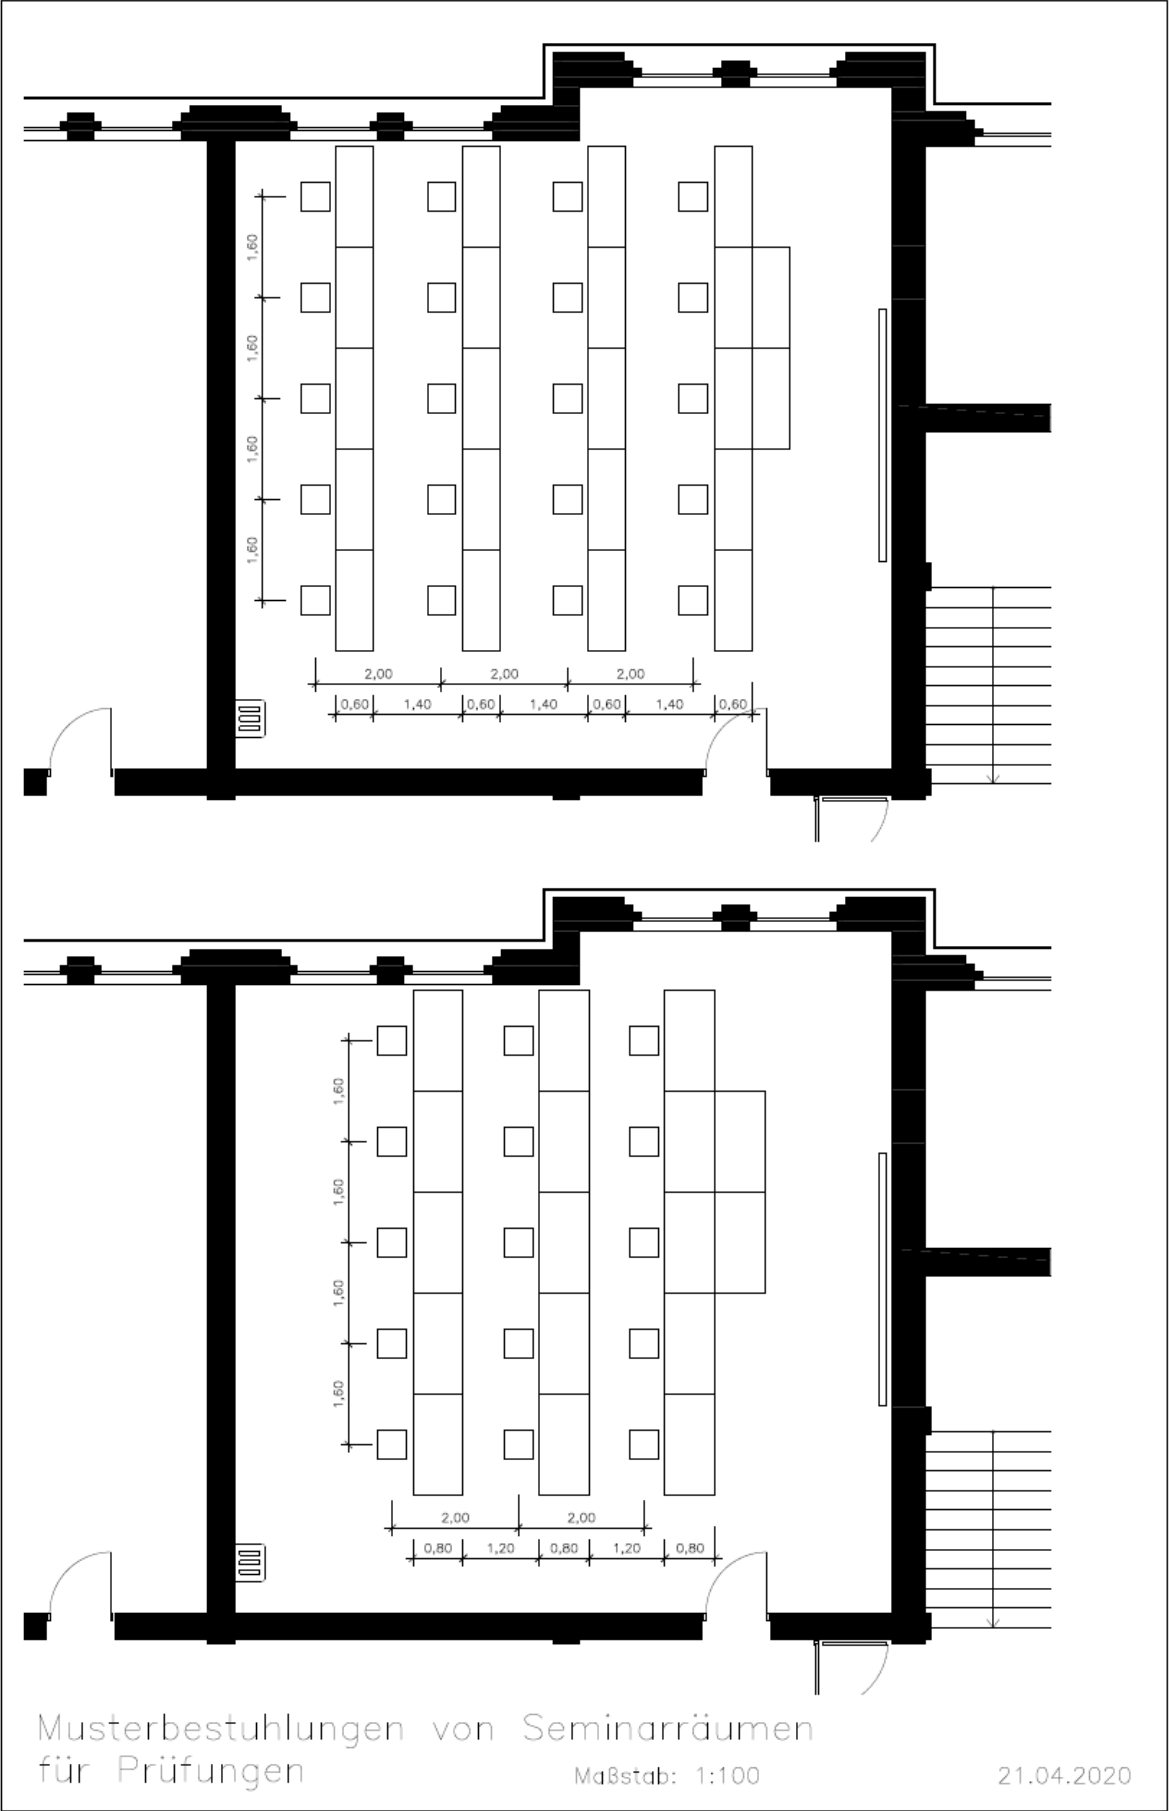 1,60
1,60
1,60
1,60
2,00 2,00 2,00
0,60 1,40 0,60 1,40 0,60 1,40 0,60
1,60
1,60
1,60
1,60
2,00 2,00
0,80 1,20 0,80 1,20 0,80
Musterbestuhlungen von Seminarräumen
für Prüfungen
Maßstab: 1:100
21.04.2020